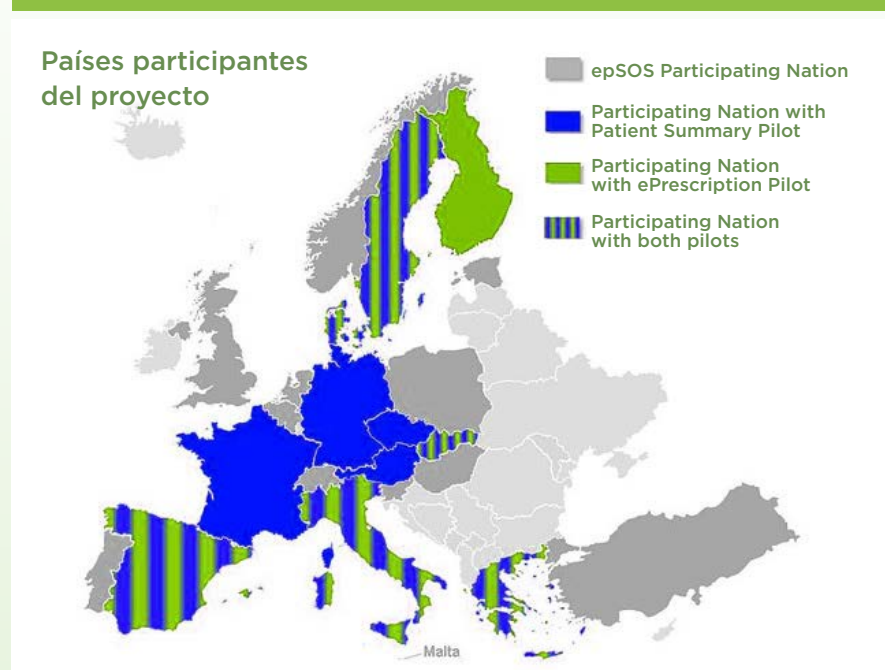 Países participantes
del proyecto
epSOS Participating Nation
Participating Nation with
Patient Summary Pilot
Participating Nation
with ePrescription Pilot
Participating Nation
with both pilots
Malta